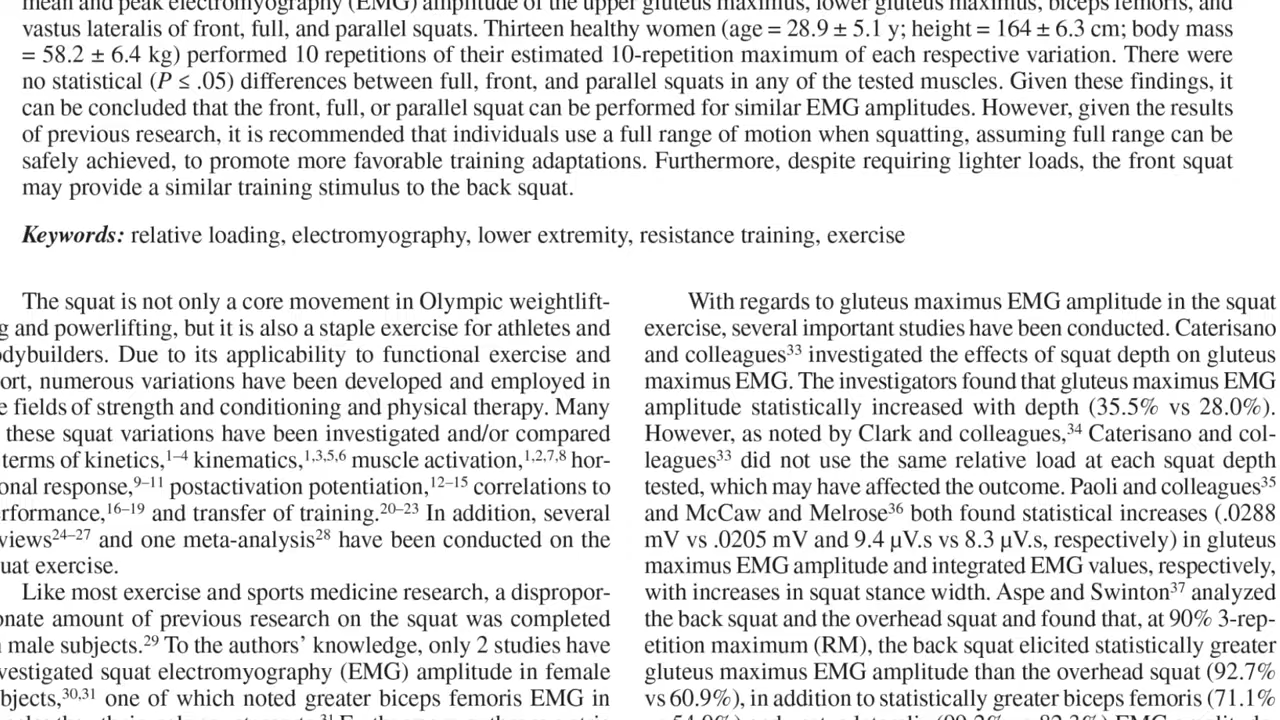 mean and peak electromyography (EMG) amplitude of the upper gluteus maximus, lower gluteus maximus, biceps femoris, and
vastus lateralis of front, full, and parallel squats. Thirteen healthy women (age = 28.9 ± 5.1 y; height = 164 ± 6.3 cm; body mass
= 58.2 ± 6.4 kg) performed 10 repetitions of their estimated 10-repetition maximum of each respective variation. There were
no statistical (P ≤ .05) differences between full, front, and parallel squats in any of the tested muscles. Given these findings, it
can be concluded that the front, full, or parallel squat can be performed for similar EMG amplitudes. However, given the results
of previous research, it is recommended that individuals use a full range of motion when squatting, assuming full range can be
safely achieved, to promote more favorable training adaptations. Furthermore, despite requiring lighter loads, the front squat
may provide a similar training stimulus to the back squat.
Keywords: relative loading, electromyography, lower extremity, resistance training, exercise
The squat is not only a core movement in Olympic weightlift-
g and powerlifting, but it is also a staple exercise for athletes and
odybuilders. Due to its applicability to functional exercise and
ort, numerous variations have been developed and employed in
e fields of strength and conditioning and physical therapy. Many
these squat variations have been investigated and/or compared
terms of kinetics,1–4 kinematics,1,3,5,6 muscle activation,1,2,7,8 hor-
onal response,9–11 postactivation potentiation,12–15 correlations to
rformance,16–19 and transfer of training.20–23 In addition, several
views24–27 and one meta-analysis28 have been conducted on the
uat exercise.
Like most exercise and sports medicine research, a dispropor-
onate amount of previous research on the squat was completed
male subjects.29 To the authors' knowledge, only 2 studies have
vestigated squat electromyography (EMG) amplitude in female
bjects,30,31 one of which noted greater biceps femoris EMG in
With regards to gluteus maximus EMG amplitude in the squat
exercise, several important studies have been conducted. Caterisano
and colleagues33 investigated the effects of squat depth on gluteus
maximus EMG. The investigators found that gluteus maximus EMG
amplitude statistically increased with depth (35.5% vs 28.0%).
However, as noted by Clark and colleagues,34 Caterisano and col-
leagues33 did not use the same relative load at each squat depth
tested, which may have affected the outcome. Paoli and colleagues35
and McCaw and Melrose36 both found statistical increases (.0288
mV vs .0205 mV and 9.4 µV.s vs 8.3 µV.s, respectively) in gluteus
maximus EMG amplitude and integrated EMG values, respectively,
with increases in squat stance width. Aspe and Swinton37 analyzed
the back squat and the overhead squat and found that, at 90% 3-rep-
etition maximum (RM), the back squat elicited statistically greater
gluteus maximus EMG amplitude than the overhead squat (92.7%
vs 60.9%), in addition to statistically greater biceps femoris (71.1%